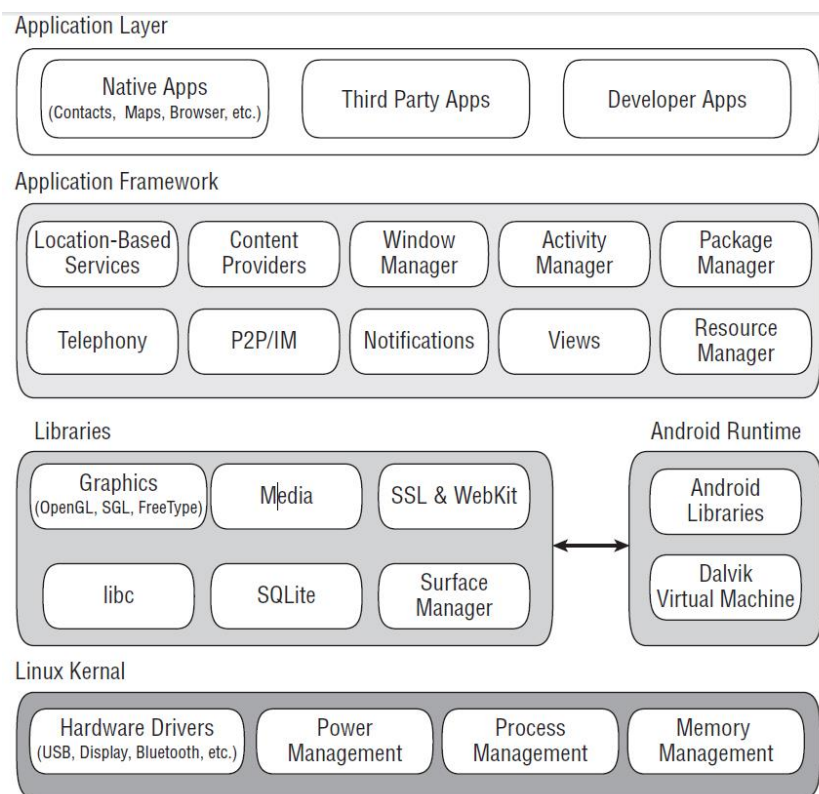 Application Layer
Native Apps
(Contacts, Maps, Browser, etc.)
Third Party Apps
Developer Apps
Application Framework
Location-Based
Services
Content
Providers
Window
Manager
Activity
Manager
Package
Manager
Telephony
P2P/IM
Notifications
Views
Resource
Manager
Libraries
Graphics
(OpenGL, SGL, FreeType)
Media
SSL & WebKit
libc
SQLite
Surface
Manager
Android Runtime
Android
Libraries
Dalvik
Virtual Machine
Linux Kernal
Hardware Drivers
(USB, Display, Bluetooth, etc.)
Power
Management
Process
Management
Memory
Management